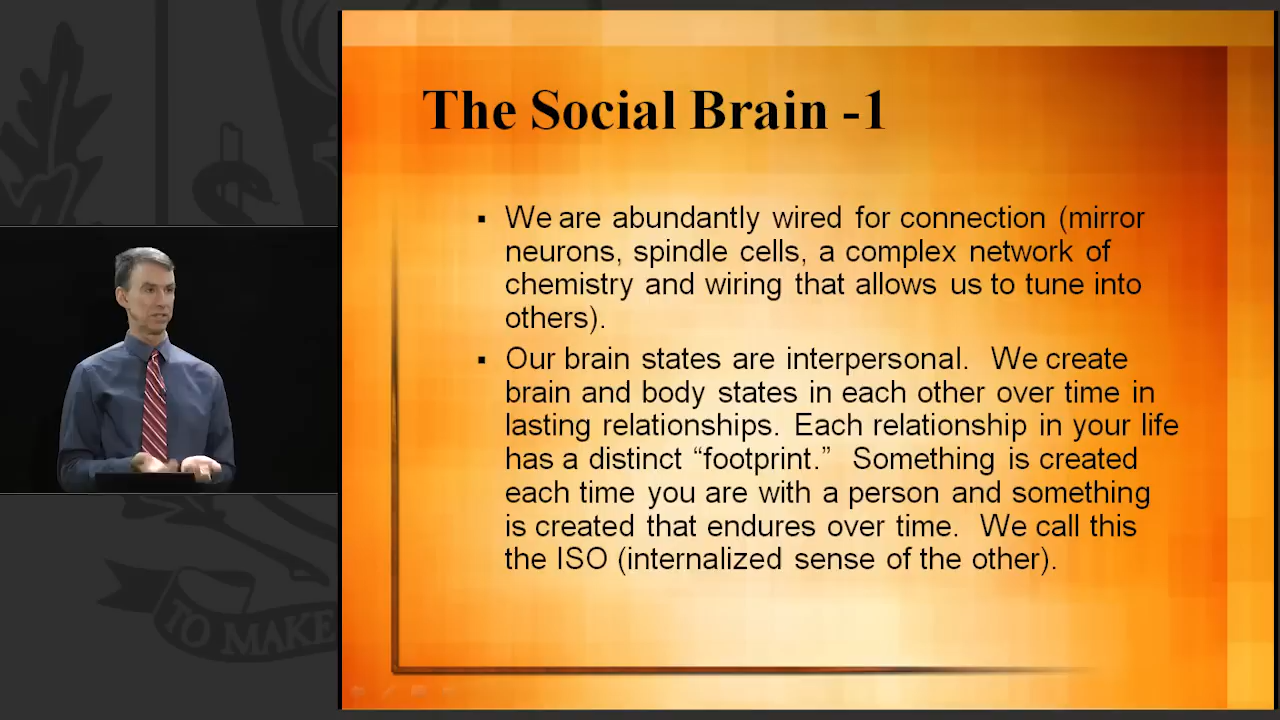 The Social Brain -1
▪ We are abundantly wired for connection (mirror
neurons, spindle cells, a complex network of
chemistry and wiring that allows us to tune into
others).
▪ Our brain states are interpersonal. We create
brain and body states in each other over time in
lasting relationships. Each relationship in your life
has a distinct “footprint.” Something is created
each time you are with a person and something
is created that endures over time. We call this
the ISO (internalized sense of the other).
TO MAKE